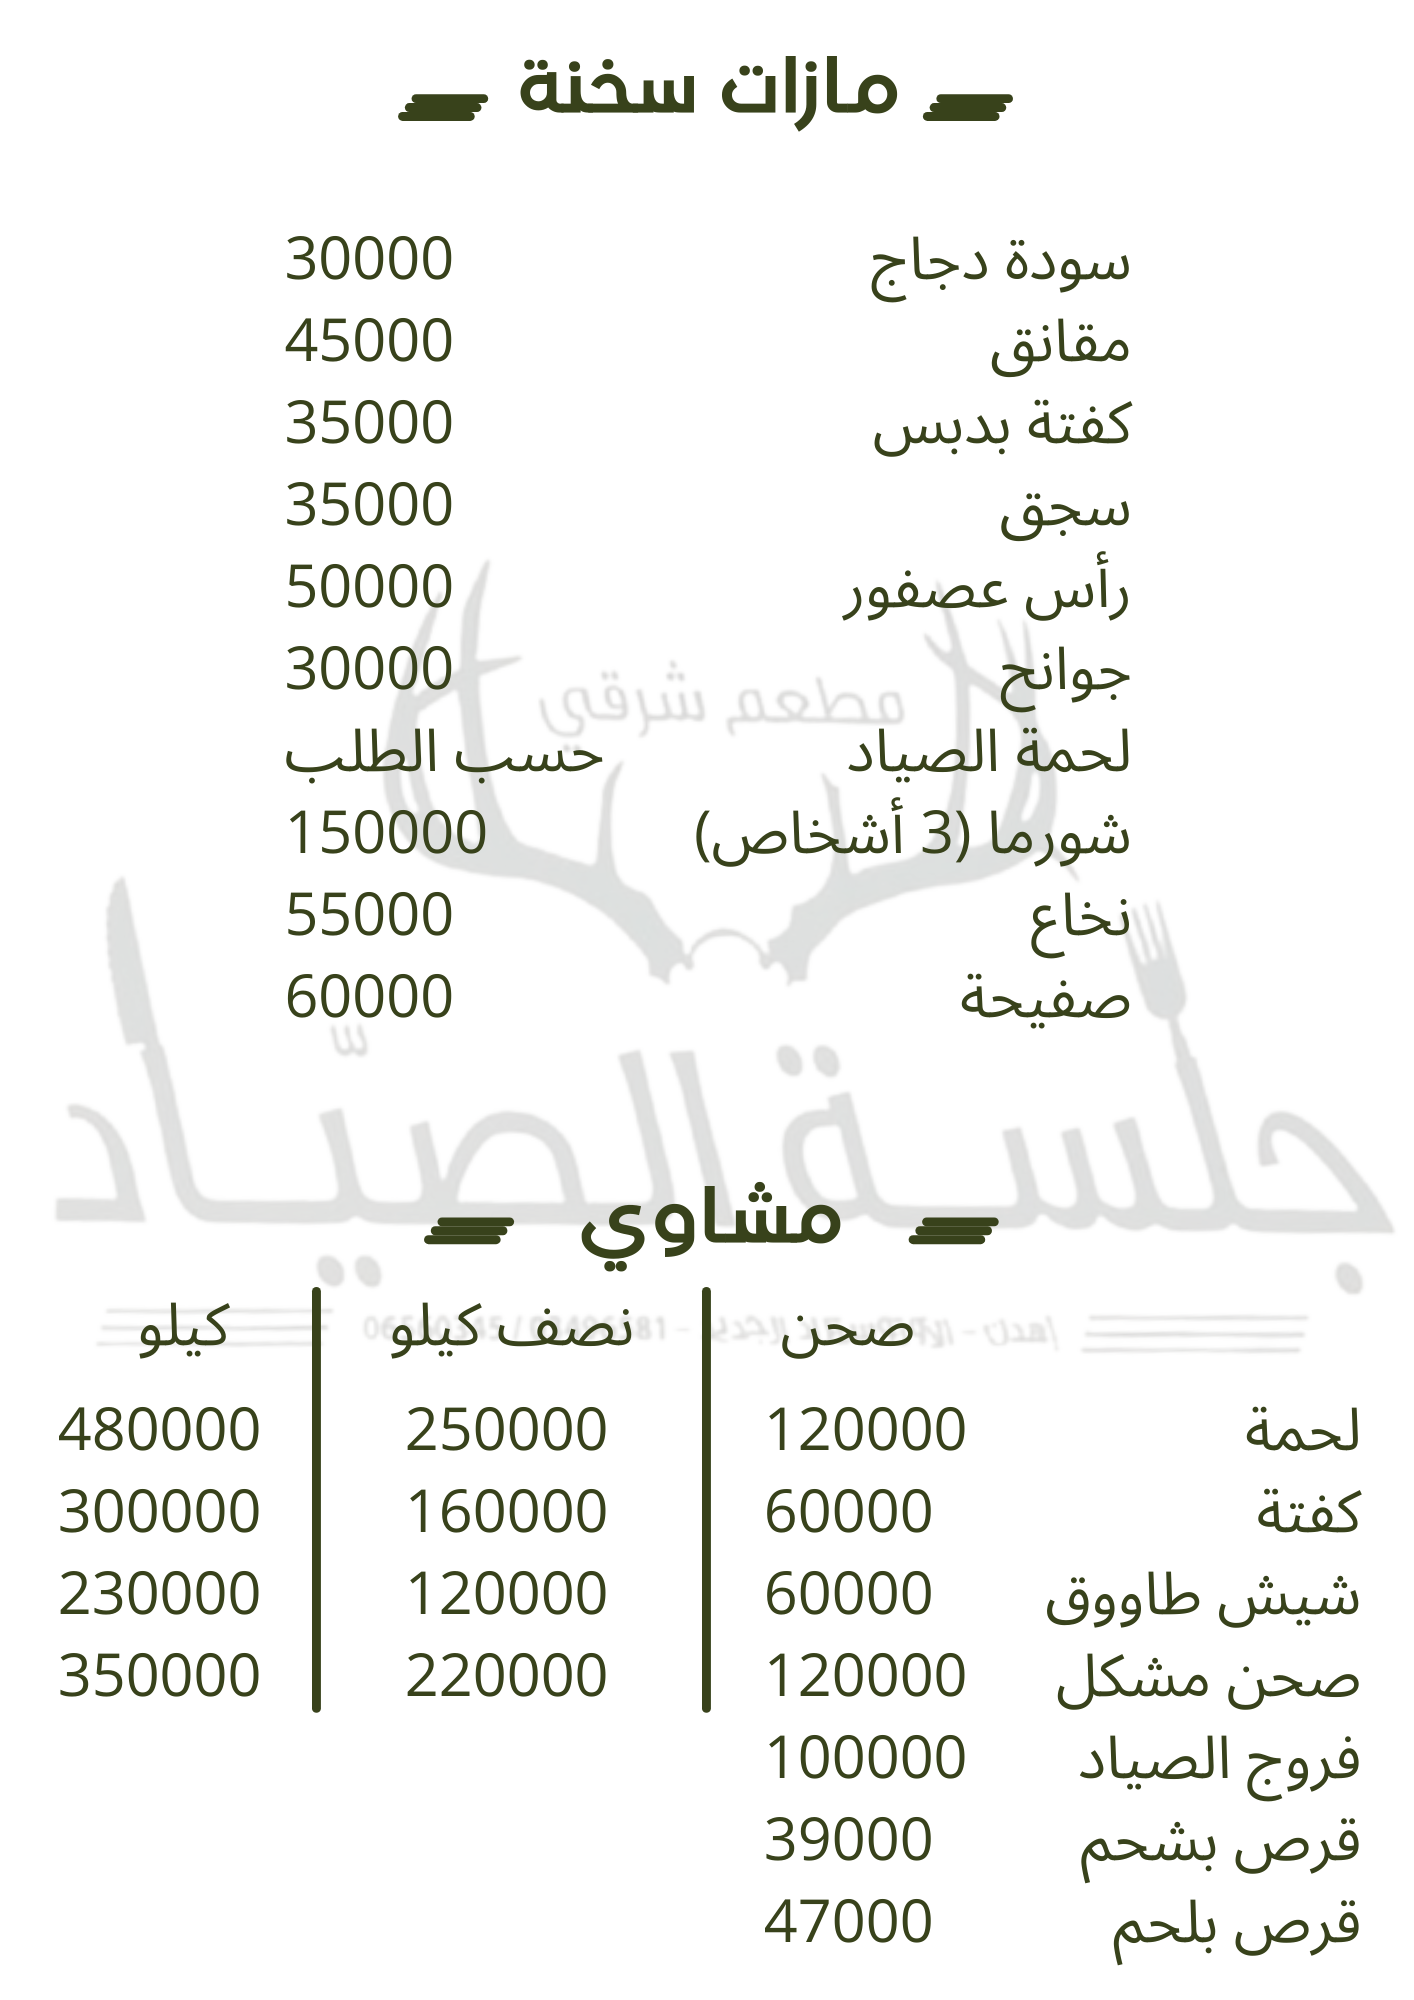 مازات سخنة
سودة دجاج 30000
مقانق 45000
كفتة بدبس 35000
سجق 35000
رأس عصفور 50000
جوانح 30000
مطعم شرقي
لحمة الصياد حسب الطلب
شورما (3 أشخاص) 150000
نخاع 55000
صفيحة 60000
جلسة الصيّاد
مشاوي
صحن نصف كيلو كيلو
لحمة 120000 250000 480000
كفتة 60000 160000 300000
شيش طاووق 60000 120000 230000
صحن مشكل 120000 220000 350000
فروج الصياد 100000
قرص بشحم 39000
قرص بلحم 47000